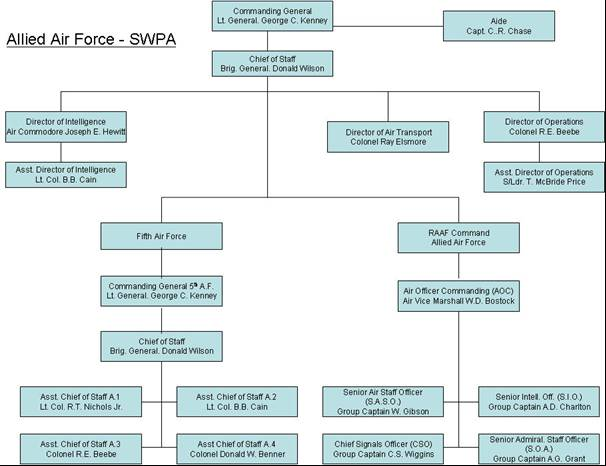 Allied Air Force - SWPA
Commanding General
Lt. General. George C. Kenney
Aide
Capt. C..R. Chase
Chief of Staff
Brig. General. Donald Wilson
Director of Intelligence
Air Commodore Joseph E. Hewitt
Director of Air Transport
Colonel Ray Elsmore
Director of Operations
Colonel R.E. Beebe
Asst. Director of Intelligence
Lt. Col. B.B. Cain
Asst. Director of Operations
S/Ldr. T. McBride Price
Fifth Air Force
RAAF Command
Allied Air Force
Commanding General 5th A.F.
Lt. General. George C. Kenney
Air Officer Commanding (AOC)
Air Vice Marshall W.D. Bostock
Chief of Staff
Brig. General. Donald Wilson
Asst. Chief of Staff A.1
Lt. Col. R.T. Nichols Jr.
Asst. Chief of Staff A.2
Lt. Col. B.B. Cain
Senior Air Staff Officer
(S.A.S.O.)
Group Captain W. Gibson
Senior Intell. Off. (S.I.O.)
Group Captain A.D. Charlton
Asst. Chief of Staff A.3
Colonel R.E. Beebe
Asst Chief of Staff A.4
Colonel Donald W. Benner
Chief Signals Officer (CSO)
Group Captain C.S. Wiggins
Senior Admiral. Staff Officer
(S.O.A.)
Group Captain A.G. Grant